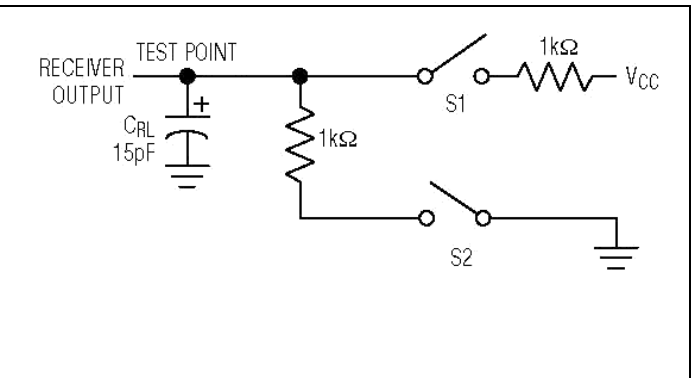 TEST POINT
RECEIVER
OUTPUT
CRL
15pF
+
1kΩ
S1
1kΩ
VCC
S2